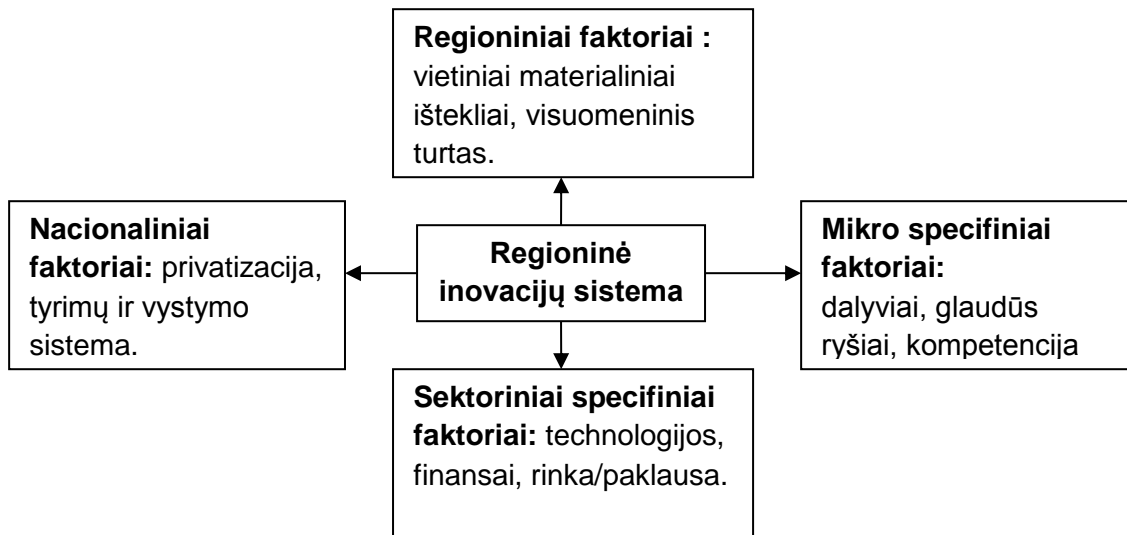 Regioniniai faktoriai :
vietiniai materialiniai
ištekliai, visuomeninis
turtas.
Nacionaliniai
faktoriai: privatizacija,
tyrimų ir vystymo
sistema.
Regioninė
inovacijų sistema
Mikro specifiniai
faktoriai:
dalyviai, glaudūs
ryšiai, kompetencija
Sektoriniai specifiniai
faktoriai: technologijos,
finansai, rinka/paklausa.